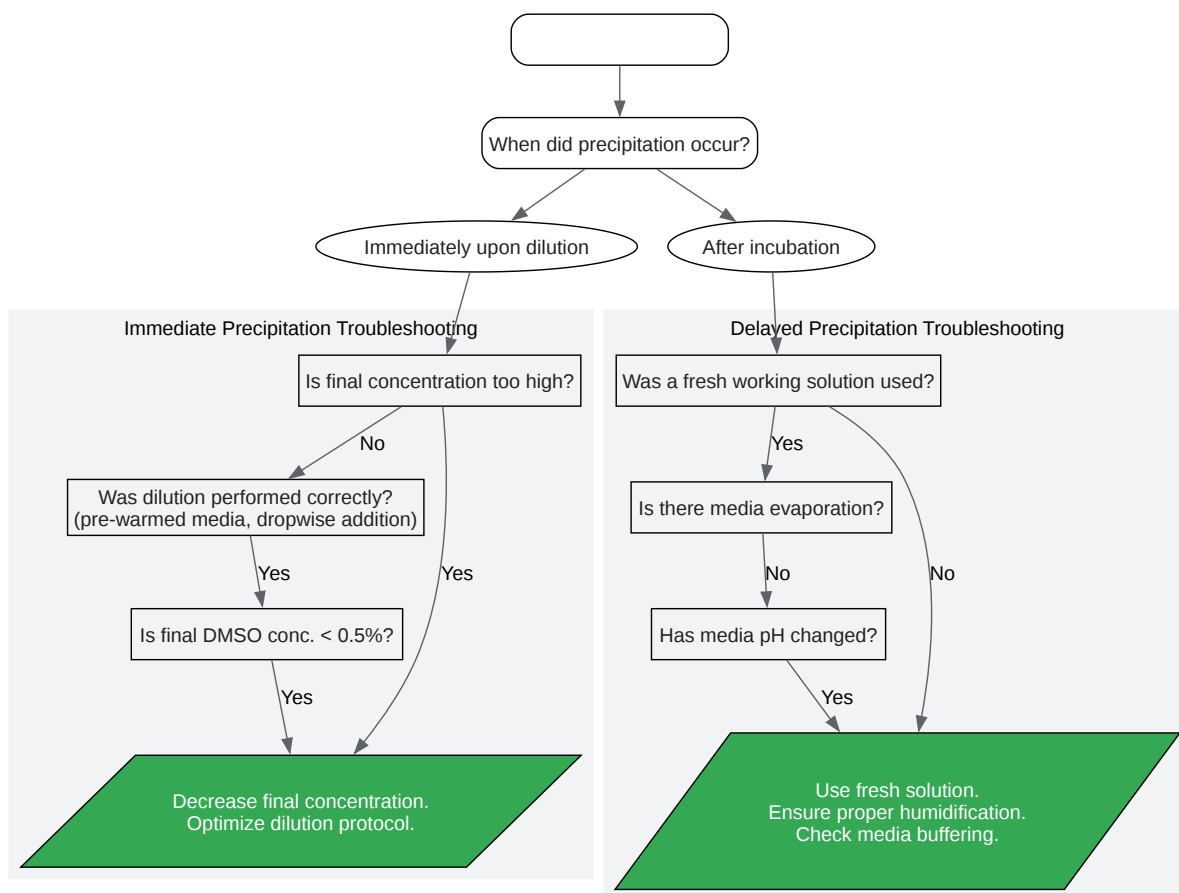 When did precipitation occur?
Immediately upon dilution
After incubation
Immediate Precipitation Troubleshooting
Is final concentration too high?
No
Was dilution performed correctly?
(pre-warmed media, dropwise addition)
Yes
Yes
Is final DMSO conc. < 0.5%?
Yes
Decrease final concentration.
Optimize dilution protocol.
Delayed Precipitation Troubleshooting
Was a fresh working solution used?
Yes
Is there media evaporation?
No
No
Has media pH changed?
Yes
Use fresh solution.
Ensure proper humidification.
Check media buffering.